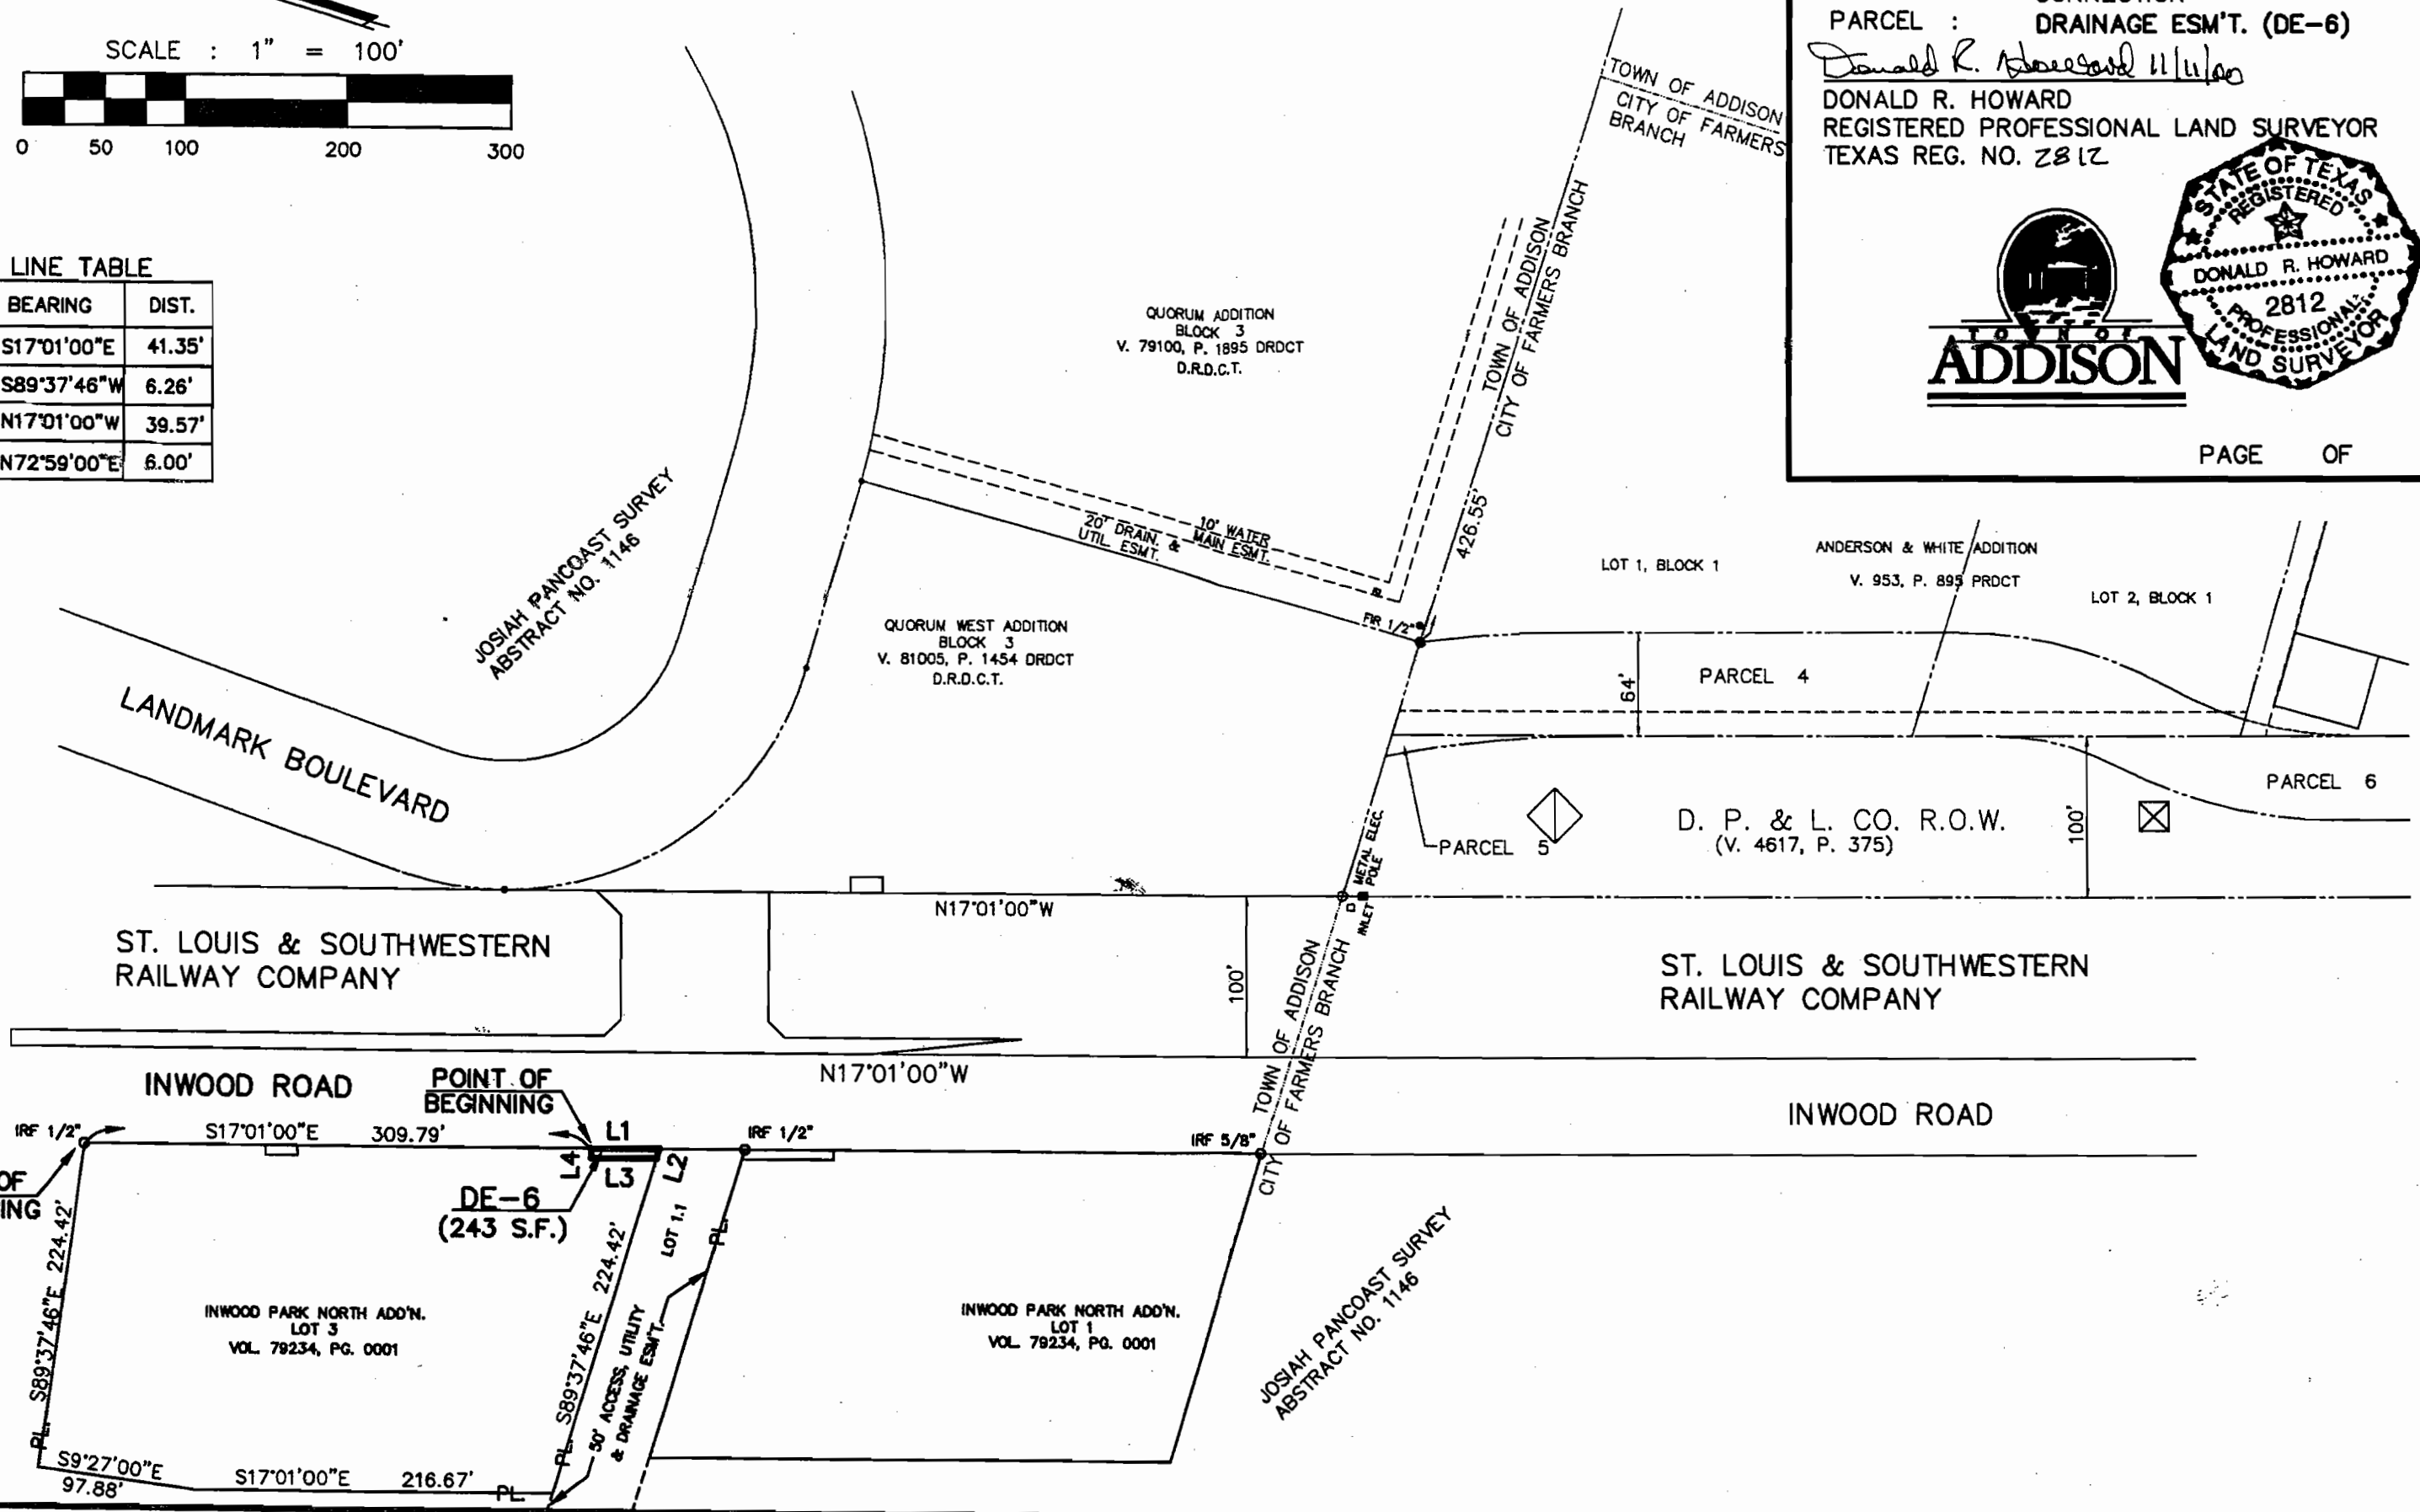 SCALE : 1" = 100'
0 50 100 200 300
LINE TABLE
BEARING DIST.
S17°01'00"E 41.35'
S89°37'46"W 6.26'
N17°01'00"W 39.57'
N72°59'00"E 6.00'
PARCEL : DRAINAGE ESM'T. (DE-6)
Donald R. Howard 11/11/00
DONALD R. HOWARD
REGISTERED PROFESSIONAL LAND SURVEYOR
TEXAS REG. NO. 2812
STATE OF TEXAS
REGISTERED
DONALD R. HOWARD
2812
PROFESSIONAL
LAND SURVEYOR
TOWN OF
ADDISON
PAGE OF
TOWN OF ADDISON
CITY OF FARMERS
BRANCH
TOWN OF ADDISON
CITY OF FARMERS BRANCH
426.55'
QUORUM ADDITION
BLOCK 3
V. 79100, P. 1895 DRDCT
D.R.D.C.T.
JOSIAH PANCOAST SURVEY
ABSTRACT NO. 1146
10' WATER
MAIN ESMT.
20' DRAIN. &
UTIL ESMT.
FIR 1/2"
QUORUM WEST ADDITION
BLOCK 3
V. 81005, P. 1454 DRDCT
D.R.D.C.T.
LOT 1, BLOCK 1
ANDERSON & WHITE ADDITION
V. 953, P. 895 PRDCT
LOT 2, BLOCK 1
64'
PARCEL 4
PARCEL 6
PARCEL 5
D. P. & L. CO. R.O.W.
(V. 4617, P. 375)
100'
LANDMARK BOULEVARD
METAL ELEC.
POLE
INLET
N17°01'00"W
ST. LOUIS & SOUTHWESTERN
RAILWAY COMPANY
100'
TOWN OF ADDISON
CITY OF FARMERS BRANCH
ST. LOUIS & SOUTHWESTERN
RAILWAY COMPANY
N17°01'00"W
INWOOD ROAD
POINT OF
BEGINNING
INWOOD ROAD
IRF 1/2"
S17°01'00"E 309.79'
L1
L4
L3
L2
IRF 1/2"
IRF 5/8"
OF
ING
DE-6
(243 S.F.)
LOT 1.1
PL.
S89°37'46"E 224.42'
PL.
S89°37'46"E 224.42'
PL.
50' ACCESS, UTILITY
& DRAINAGE ESM'T.
INWOOD PARK NORTH ADD'N.
LOT 3
VOL. 79234, PG. 0001
INWOOD PARK NORTH ADD'N.
LOT 1
VOL. 79234, PG. 0001
JOSIAH PANCOAST SURVEY
ABSTRACT NO. 1146
S9°27'00"E
97.88'
S17°01'00"E 216.67'
PL.